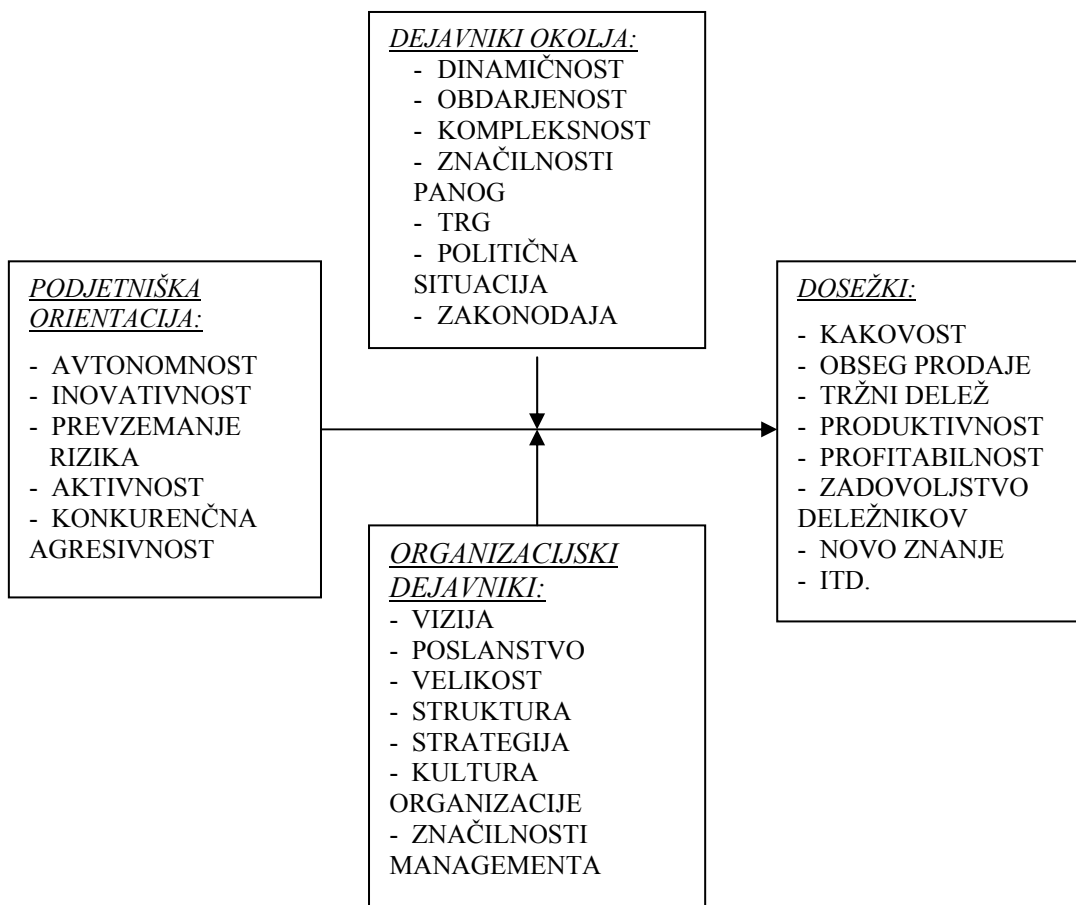 DEJAVNIKI OKOLJA:
- DINAMIČNOST
- OBDARJENOST
- KOMPLEKSNOST
- ZNAČILNOSTI
PANOG
- TRG
- POLITIČNA
SITUACIJA
- ZAKONODAJA
PODJETNIŠKA
ORIENTACIJA:
- AVTONOMNOST
- INOVATIVNOST
- PREVZEMANJE
RIZIKA
- AKTIVNOST
- KONKURENČNA
AGRESIVNOST
ORGANIZACIJSKI
DEJAVNIKI:
- VIZIJA
- POSLANSTVO
- VELIKOST
- STRUKTURA
- STRATEGIJA
- KULTURA
ORGANIZACIJE
- ZNAČILNOSTI
MANAGEMENTA
DOSEŽKI:
- KAKOVOST
- OBSEG PRODAJE
- TRŽNI DELEŽ
- PRODUKTIVNOST
- PROFITABILNOST
- ZADOVOLJSTVO
DELEŽNIKOV
- NOVO ZNANJE
- ITD.